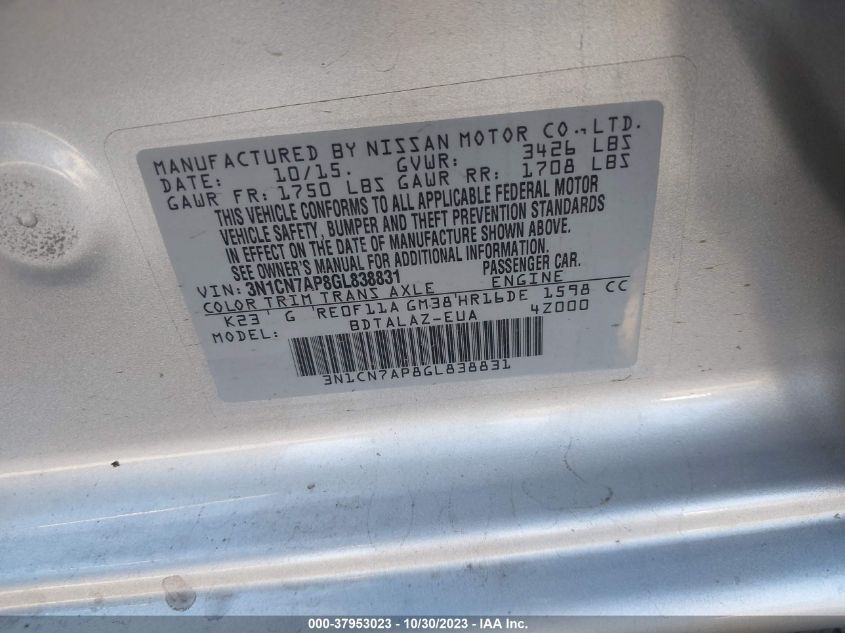 MANUFACTURED BY NISSAN MOTOR CO., LTD.
DATE: 10/15. GVWR: 3426 LBS
GAWR FR: 1750 LBS GAWR RR: 1708 LBS
THIS VEHICLE CONFORMS TO ALL APPLICABLE FEDERAL MOTOR
VEHICLE SAFETY, BUMPER AND THEFT PREVENTION STANDARDS
IN EFFECT ON THE DATE OF MANUFACTURE SHOWN ABOVE.
SEE OWNER'S MANUAL FOR ADDITIONAL INFORMATION.
VIN: 3N1CN7AP8GL838831 PASSENGER CAR.
COLOR TRIM TRANS AXLE ENGINE
K23 G RE0F11A GM38 HR16DE 1598 CC
MODEL: BDTALAZ-EUA 4Z000
3N1CN7AP8GL838831
000-37953023 - 10/30/2023 - IAA Inc.